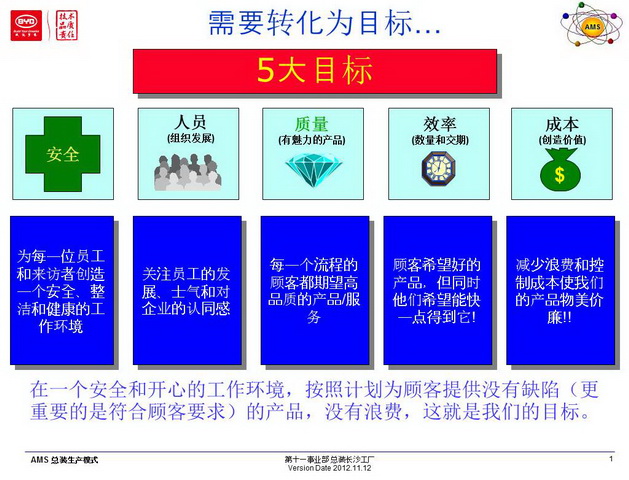 BYD
技术
品质
责任
需要转化为目标…
AMS
5大目标
安全
人员
(组织发展)
质量
(有魅力的产品)
效率
(数量和交期)
成本
(创造价值)
$
为每一位员工
和来访者创造
一个安全、整
洁和健康的工
作环境
关注员工的发
展、士气和对
企业的认同感
每一个流程的
顾客都期望高
品质的产品/服
务
顾客希望好的
产品，但同时
他们希望能快
一点得到它!
减少浪费和控
制成本使我们
的产品物美价
廉!!
在一个安全和开心的工作环境，按照计划为顾客提供没有缺陷（更
重要的是符合顾客要求）的产品，没有浪费，这就是我们的目标。
AMS 总装生产模式
第十一事业部 总装长沙工厂
Version Date 2012.11.12
1